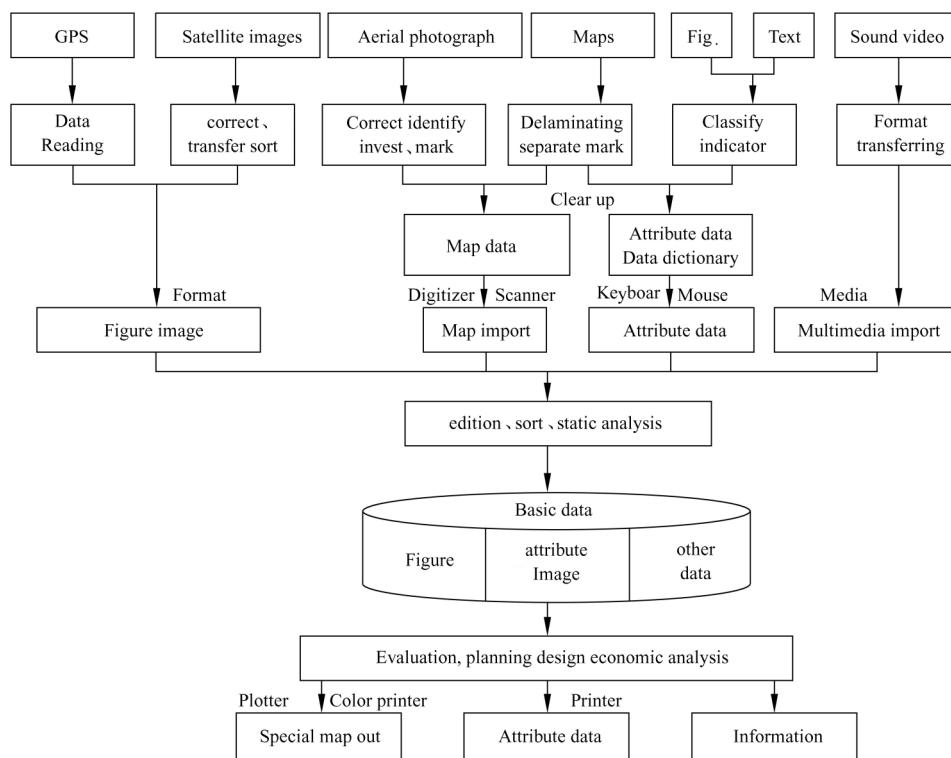 GPS
Satellite images
Aerial photograph
Maps
Fig.
Text
Sound video
Data
Reading
correct、
transfer sort
Correct identify
invest、mark
Delaminating
separate mark
Classify
indicator
Format
transferring
Clear up
Map data
Attribute data
Data dictionary
Format
Digitizer
Scanner
Keyboar
Mouse
Media
Figure image
Map import
Attribute data
Multimedia import
edition、sort、static analysis
Basic data
Figure
attribute
Image
other
data
Evaluation, planning design economic analysis
Plotter
Color printer
Printer
Special map out
Attribute data
Information